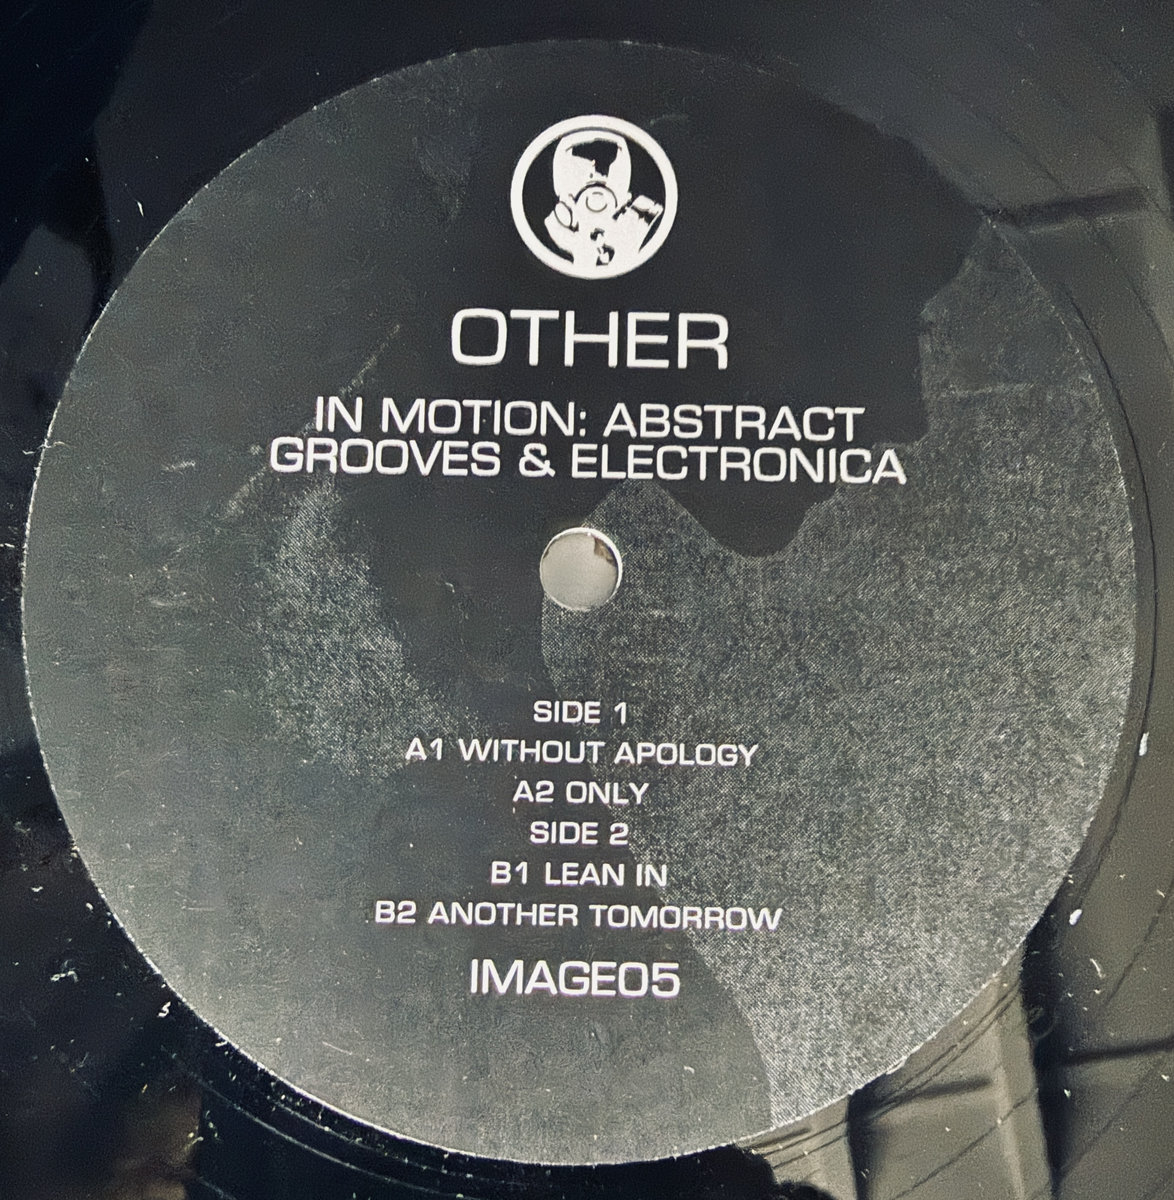 OTHER
IN MOTION: ABSTRACT
GROOVES & ELECTRONICA
SIDE 1
A1 WITHOUT APOLOGY
A2 ONLY
SIDE 2
B1 LEAN IN
B2 ANOTHER TOMORROW
IMAGE05